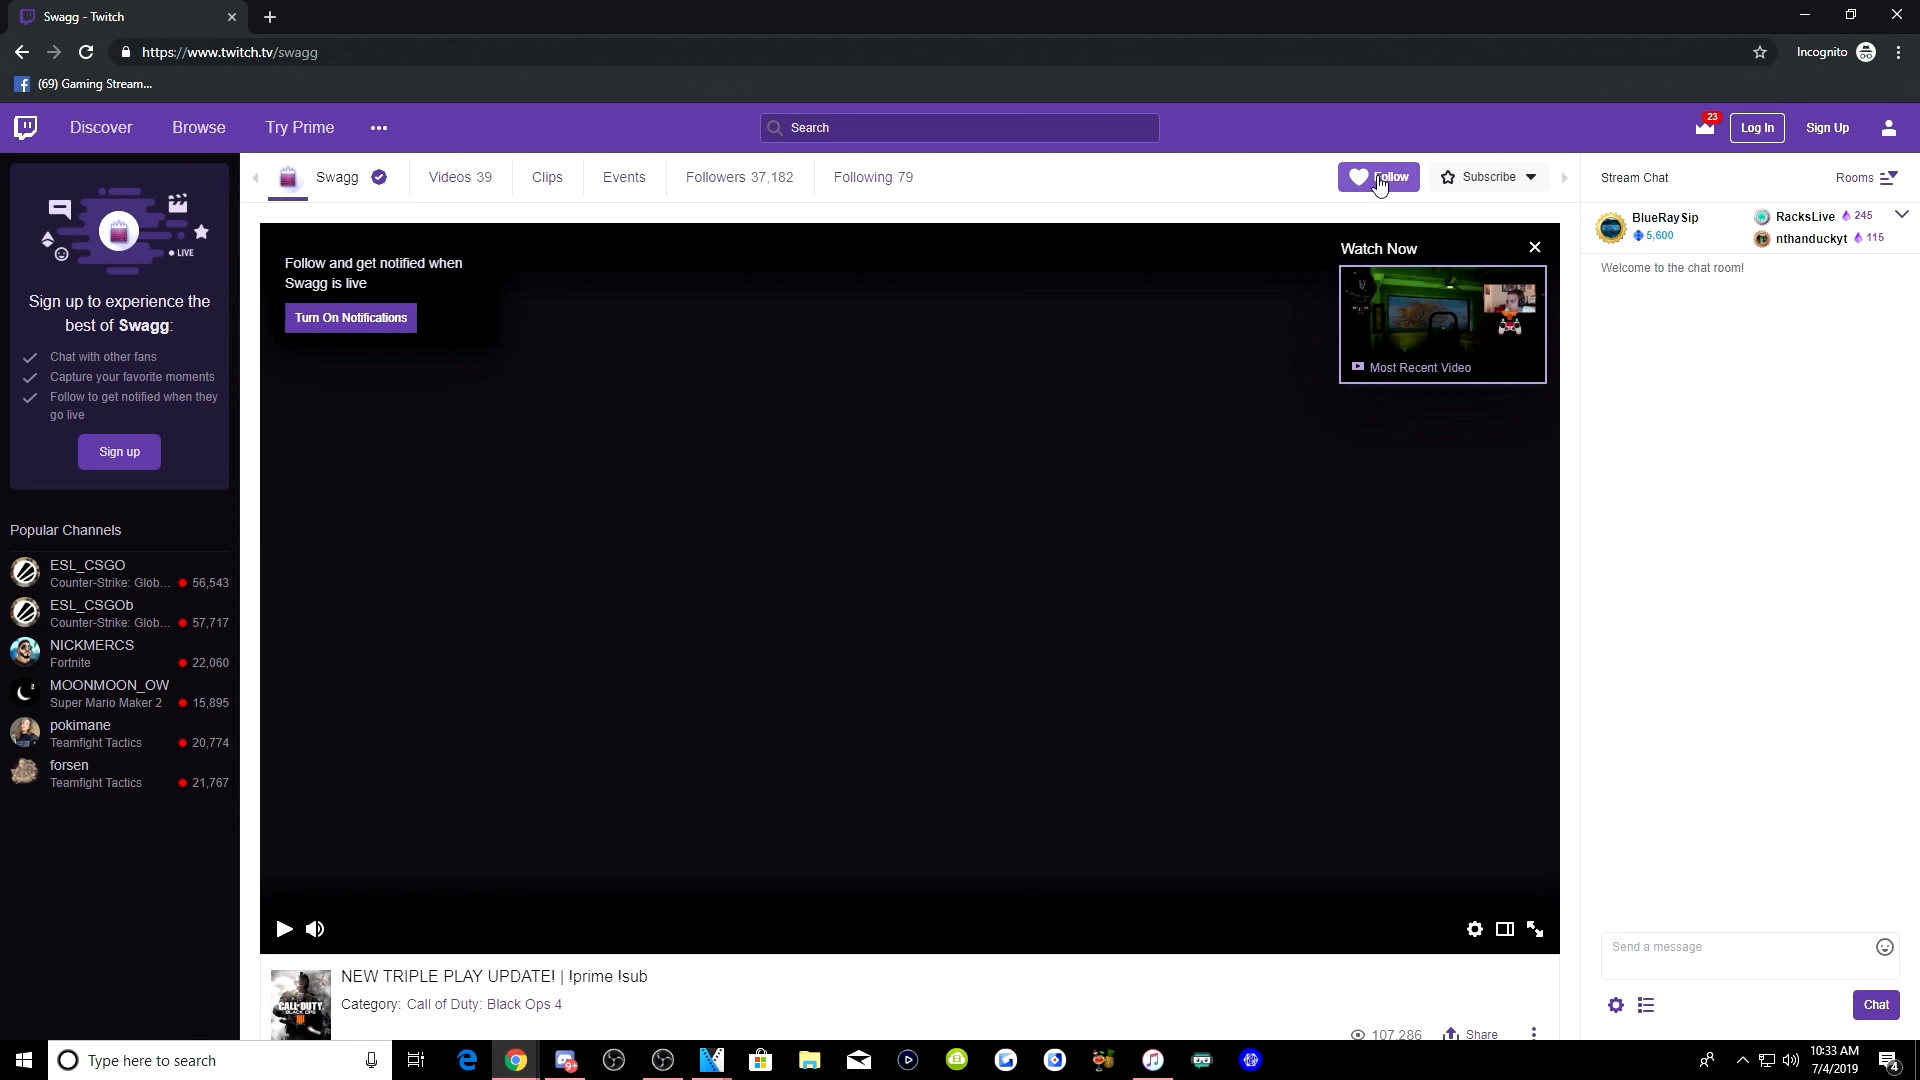 Swagg - Twitch
https://www.twitch.tv/swagg
Incognito
(69) Gaming Stream...
Discover
Browse
Try Prime
Search
23
Log In
Sign Up
LIVE
Sign up to experience the
best of Swagg:
Chat with other fans
Capture your favorite moments
Follow to get notified when they
go live
Sign up
Popular Channels
ESL_CSGO
Counter-Strike: Glob... 56,543
ESL_CSGOb
Counter-Strike: Glob... 57,717
NICKMERCS
Fortnite 22,060
MOONMOON_OW
Super Mario Maker 2 15,895
pokimane
Teamfight Tactics 20,774
forsen
Teamfight Tactics 21,767
Swagg
Videos 39
Clips
Events
Followers 37,182
Following 79
Follow
Subscribe
Follow and get notified when
Swagg is live
Turn On Notifications
Watch Now
Most Recent Video
NEW TRIPLE PLAY UPDATE! | !prime !sub
Category: Call of Duty: Black Ops 4
CALL OF DUTY
BLACK OPS
107,286
Share
Stream Chat
Rooms
BlueRaySip
5,600
RacksLive 245
nthanduckyt 115
Welcome to the chat room!
Send a message
Chat
Type here to search
9+
10:33 AM
7/4/2019
4